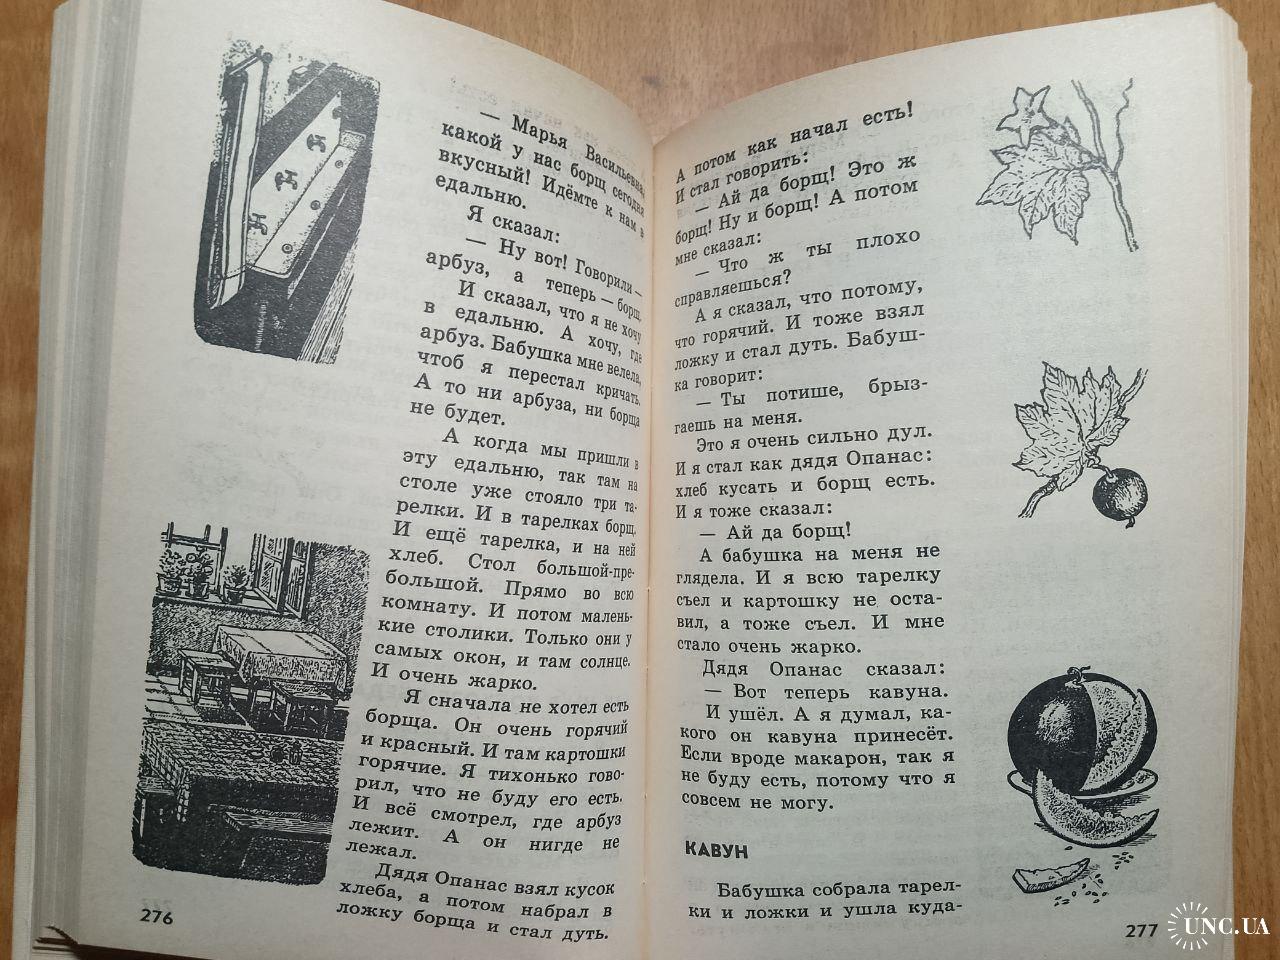 — Марья Васильевна,
какой у нас борщ сегодня
вкусный! Идёмте к нам в
едальню.
Я сказал:
— Ну вот! Говорили —
арбуз, а теперь — борщ.
И сказал, что я не хочу
в едальню. А хочу, где
арбуз. Бабушка мне велела,
чтоб я перестал кричать.
А то ни арбуза, ни борща
не будет.
А когда мы пришли в
эту едальню, так там на
столе уже стояло три та-
релки. И в тарелках борщ.
И ещё тарелка, и на ней
хлеб. Стол большой-пре-
большой. Прямо во всю
комнату. И потом малень-
кие столики. Только они у
самых окон, и там солнце.
И очень жарко.
Я сначала не хотел есть
борща. Он очень горячий
и красный. И там картошки
горячие. Я тихонько гово-
рил, что не буду его есть.
И всё смотрел, где арбуз
лежит. А он нигде не
лежал.
Дядя Опанас взял кусок
хлеба, а потом набрал в
ложку борща и стал дуть.
276
А потом как начал есть!
И стал говорить:
— Ай да борщ! Это ж
борщ! Ну и борщ! А потом
мне сказал:
— Что ж ты плохо
справляешься?
А я сказал, что потому,
что горячий. И тоже взял
ложку и стал дуть. Бабуш-
ка говорит:
— Ты потише, брыз-
гаешь на меня.
Это я очень сильно дул.
И я стал как дядя Опанас:
хлеб кусать и борщ есть.
И я тоже сказал:
— Ай да борщ!
А бабушка на меня не
глядела. И я всю тарелку
съел и картошку не оста-
вил, а тоже съел. И мне
стало очень жарко.
Дядя Опанас сказал:
— Вот теперь кавуна.
И ушёл. А я думал, ка-
кого он кавуна принесёт.
Если вроде макарон, так я
не буду есть, потому что я
совсем не могу.
КАВУН
Бабушка собрала тарел-
ки и ложки и ушла куда-
277
UNC.UA